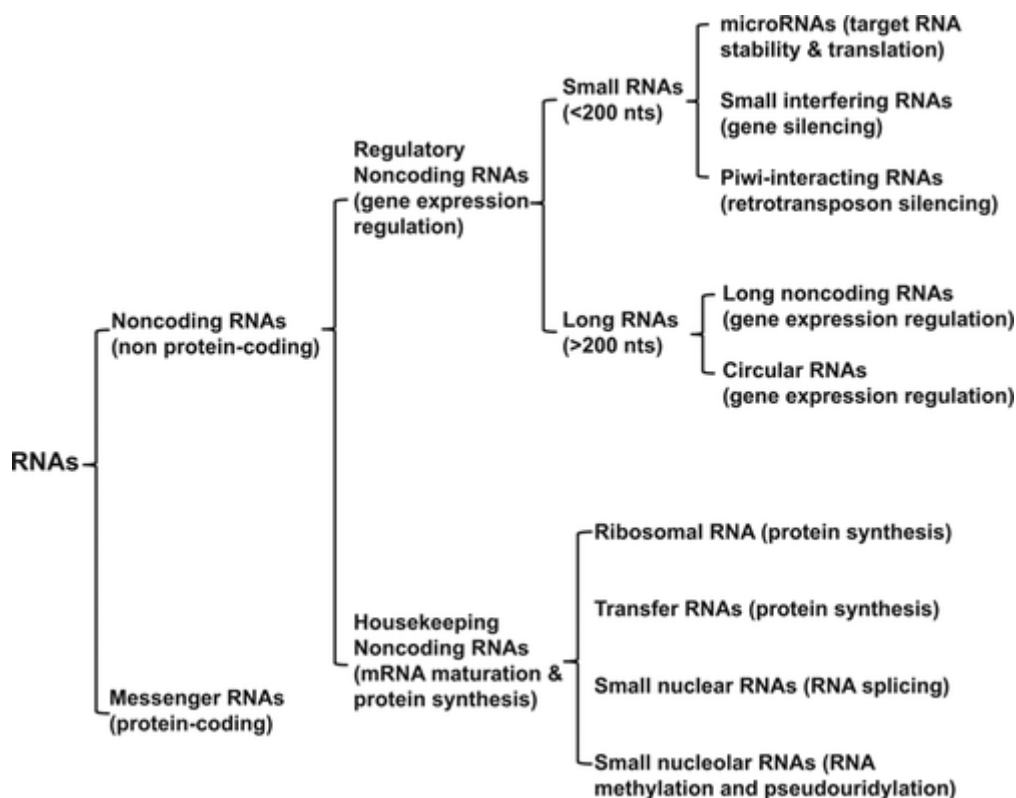 microRNAs (target RNA
stability & translation)
Small RNAs
(<200 nts)
Small interfering RNAs
(gene silencing)
Regulatory
Noncoding RNAs
(gene expression
regulation)
Piwi-interacting RNAs
(retrotransposon silencing)
Long noncoding RNAs
(gene expression regulation)
Noncoding RNAs
(non protein-coding)
Long RNAs
(>200 nts)
Circular RNAs
(gene expression regulation)
RNAs
Ribosomal RNA (protein synthesis)
Transfer RNAs (protein synthesis)
Housekeeping
Noncoding RNAs
(mRNA maturation &
protein synthesis)
Small nuclear RNAs (RNA splicing)
Messenger RNAs
(protein-coding)
Small nucleolar RNAs (RNA
methylation and pseudouridylation)